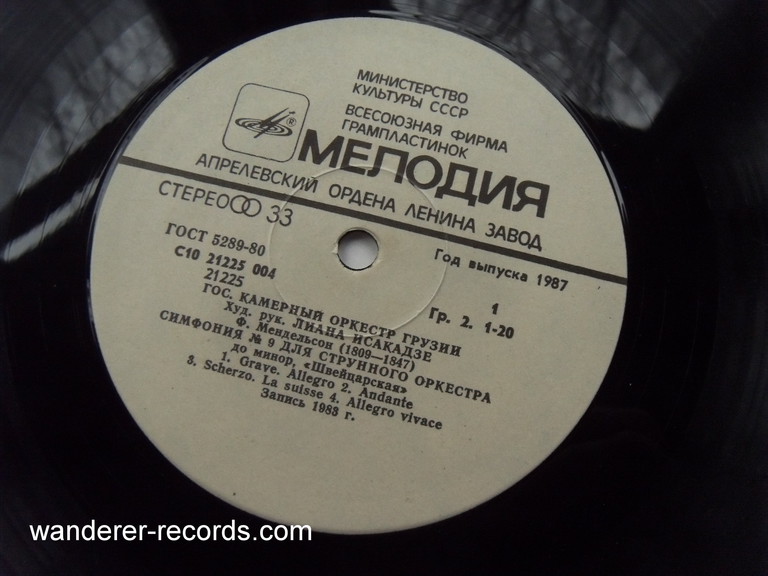 МИНИСТЕРСТВО
КУЛЬТУРЫ СССР
ВСЕСОЮЗНАЯ ФИРМА
ГРАМПЛАСТИНОК
®
МЕЛОДИЯ
АПРЕЛЕВСКИЙ ОРДЕНА ЛЕНИНА ЗАВОД
СТЕРЕО 33
ГОСТ 5289-80
Год выпуска 1987
С10 21225 004
1
21225
Гр. 2. 1-20
ГОС. КАМЕРНЫЙ ОРКЕСТР ГРУЗИИ
Худ. рук. ЛИАНА ИСАКАДЗЕ
Ф. Мендельсон (1809—1847)
СИМФОНИЯ № 9 ДЛЯ СТРУННОГО ОРКЕСТРА
до минор, «Швейцарская»
1. Grave. Allegro 2. Andante
3. Scherzo. La suisse 4. Allegro vivace
Запись 1983 г.
wanderer-records.com